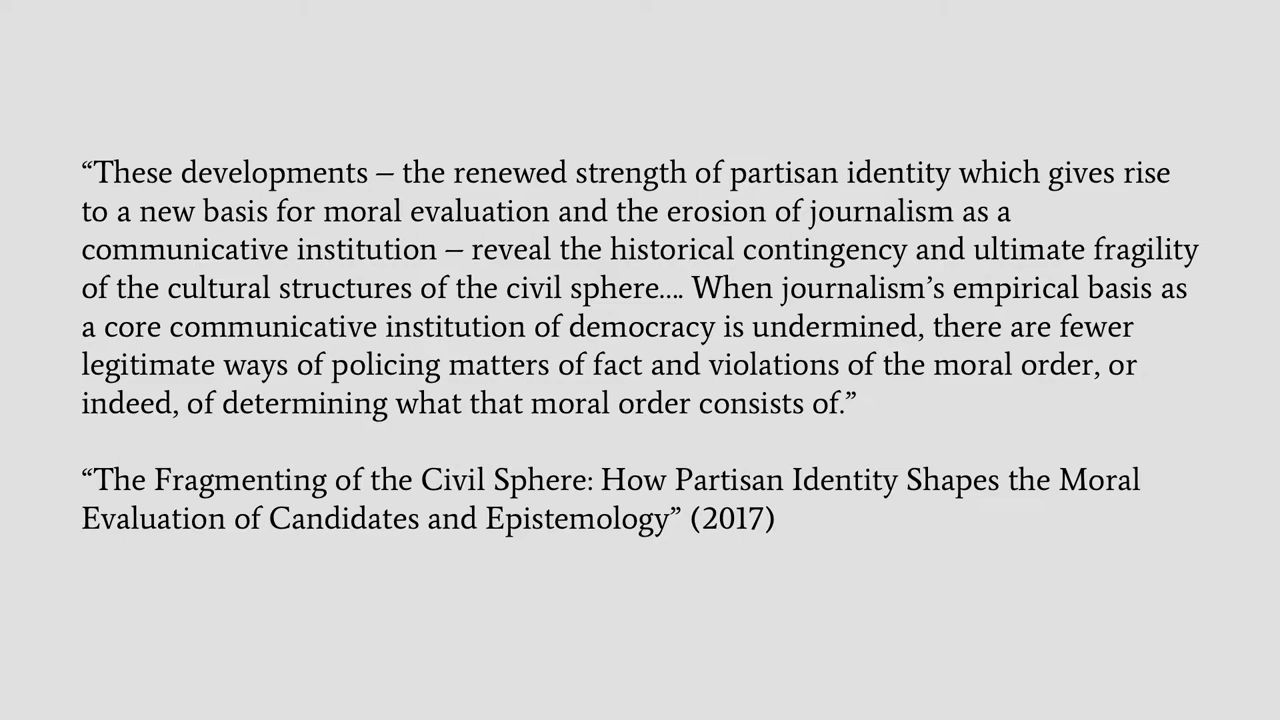 “These developments – the renewed strength of partisan identity which gives rise
to a new basis for moral evaluation and the erosion of journalism as a
communicative institution – reveal the historical contingency and ultimate fragility
of the cultural structures of the civil sphere.... When journalism’s empirical basis as
a core communicative institution of democracy is undermined, there are fewer
legitimate ways of policing matters of fact and violations of the moral order, or
indeed, of determining what that moral order consists of.”
“The Fragmenting of the Civil Sphere: How Partisan Identity Shapes the Moral
Evaluation of Candidates and Epistemology” (2017)